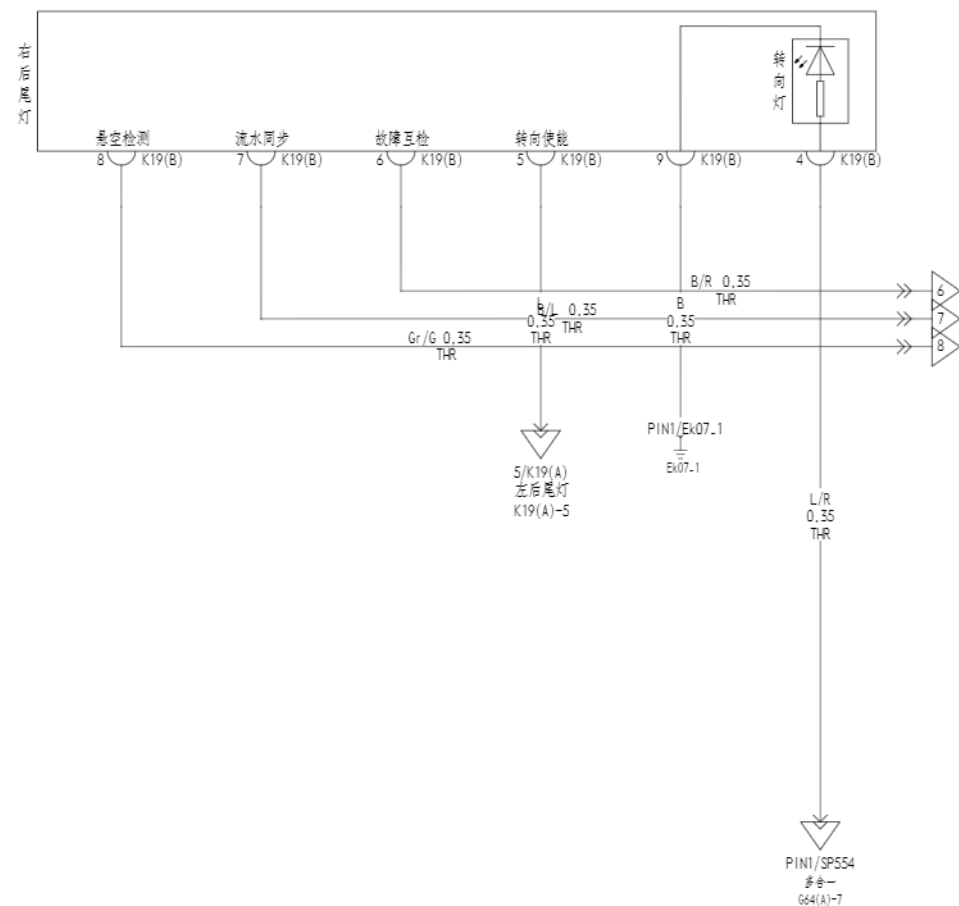 右后尾灯
转向灯
悬空检测
流水同步
故障互检
转向使能
8 K19(B)
7 K19(B)
6 K19(B)
5 K19(B)
9 K19(B)
4 K19(B)
B/R 0,35
THR
6
B/L 0,35
THR
7
L
0,35
THR
B
0,35
THR
Gr/G 0,35
THR
8
PIN1/Ek07-1
Ek07-1
5/K19(A)
左后尾灯
K19(A)-5
L/R
0,35
THR
PIN1/SP554
多合一
G64(A)-7